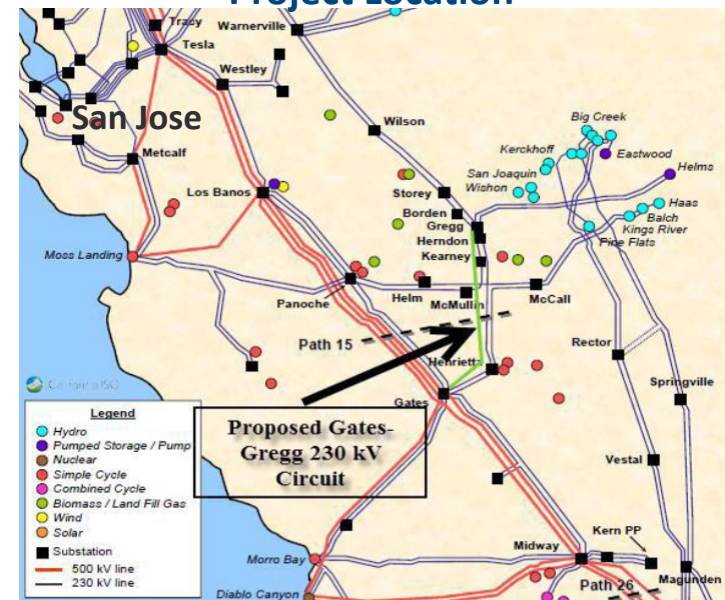 Project Location
Tracy
Warnerville
Tesla
Westley
San Jose
Metcalf
Wilson
Big Creek
Kerckhoff
Eastwood
San Joaquin
Helms
Wishon
Los Banos
Storey
Borden
Gregg
Haas
Balch
Kings River
Pine Flats
Herndon
Kearney
Moss Landing
Panoche
Helm
McMullin
McCall
Path 15
Henrietta
Rector
Springville
Gates
California ISO
Proposed Gates-
Gregg 230 kV
Circuit
Legend
Hydro
Pumped Storage / Pump
Nuclear
Simple Cycle
Combined Cycle
Biomass / Land Fill Gas
Wind
Solar
Substation
500 kV line
230 kV line
Vestal
Kern PP
Midway
Morro Bay
Diablo Canyon
Path 26
Magunden